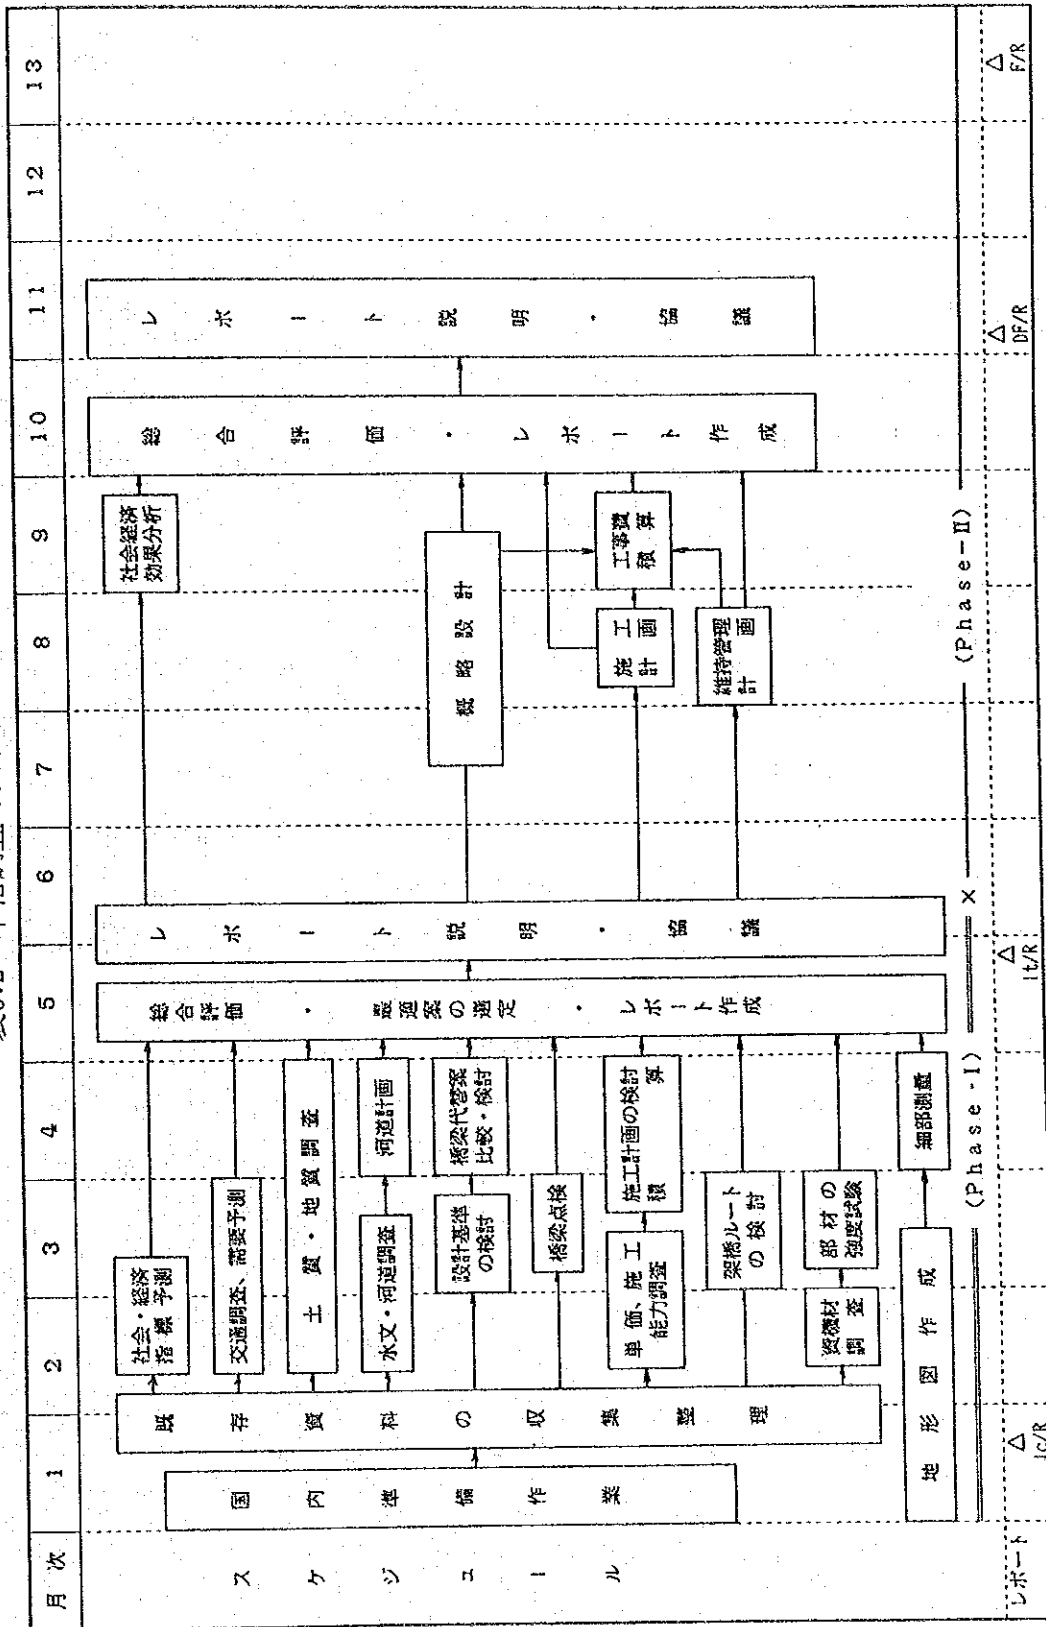 月次
1
2
3
4
5
6
7
8
9
10
11
12
13
スケジュール
国内準備作業
既存資料の収集整理
社会・経済
指標予測
交通調査、需要予測
土質・地質調査
水文・河道調査
河道計画
設計基準
の検討
橋梁代替案
比較・検討
橋梁点検
単価、施工
能力調査
施工計画の検討
積算
架橋ルート
の検討
資機材
調査
部材の
強度試験
地形図作成
細部測量
総合評価・最適案の選定・レポート作成
レポート説明・協議
社会経済
効果分析
概略設計
施工
計画
工事費
積算
維持管理
計画
総合評価・レポート作成
レポート説明・協議
(Phase-I)
×
(Phase-II)
レポート
△
IC/R
△
It/R
△
DF/R
△
F/R